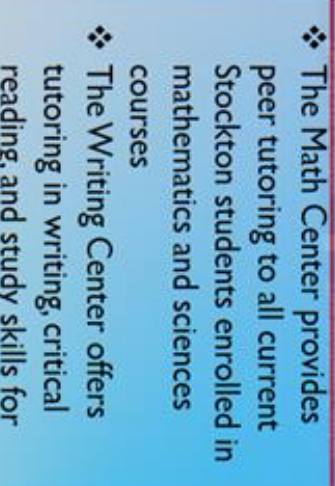 ❖ The Math Center provides
peer tutoring to all current
Stockton students enrolled in
mathematics and sciences
courses
❖ The Writing Center offers
tutoring in writing, critical
reading, and study skills for